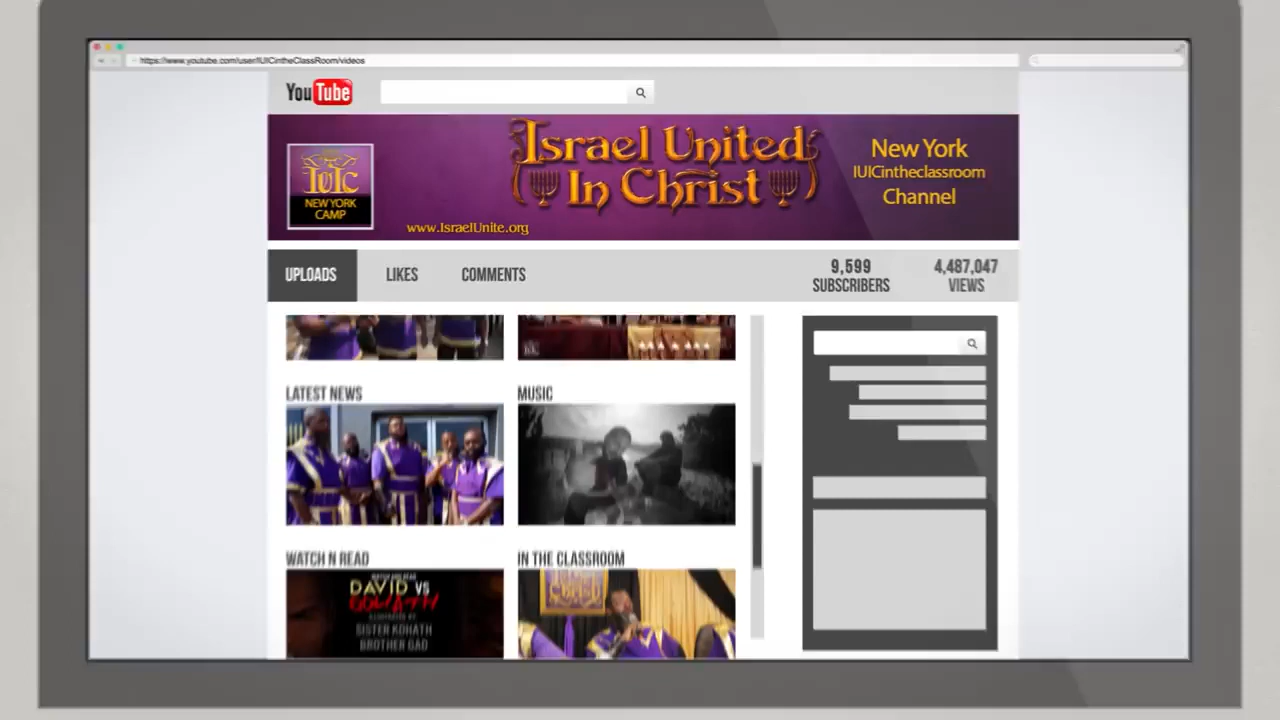 https://www.youtube.com/user/IUICintheClassRoom/videos
YouTube
Israel United
In Christ
IUIC
NEW YORK
CAMP
www.IsraelUnite.org
New York
IUICintheclassroom
Channel
UPLOADS
LIKES
COMMENTS
9,599
SUBSCRIBERS
4,487,047
VIEWS
LATEST NEWS
MUSIC
WATCH N READ
IN THE CLASSROOM
DAVID VS
GOLIATH
SISTER KOHATH
BROTHER GAD